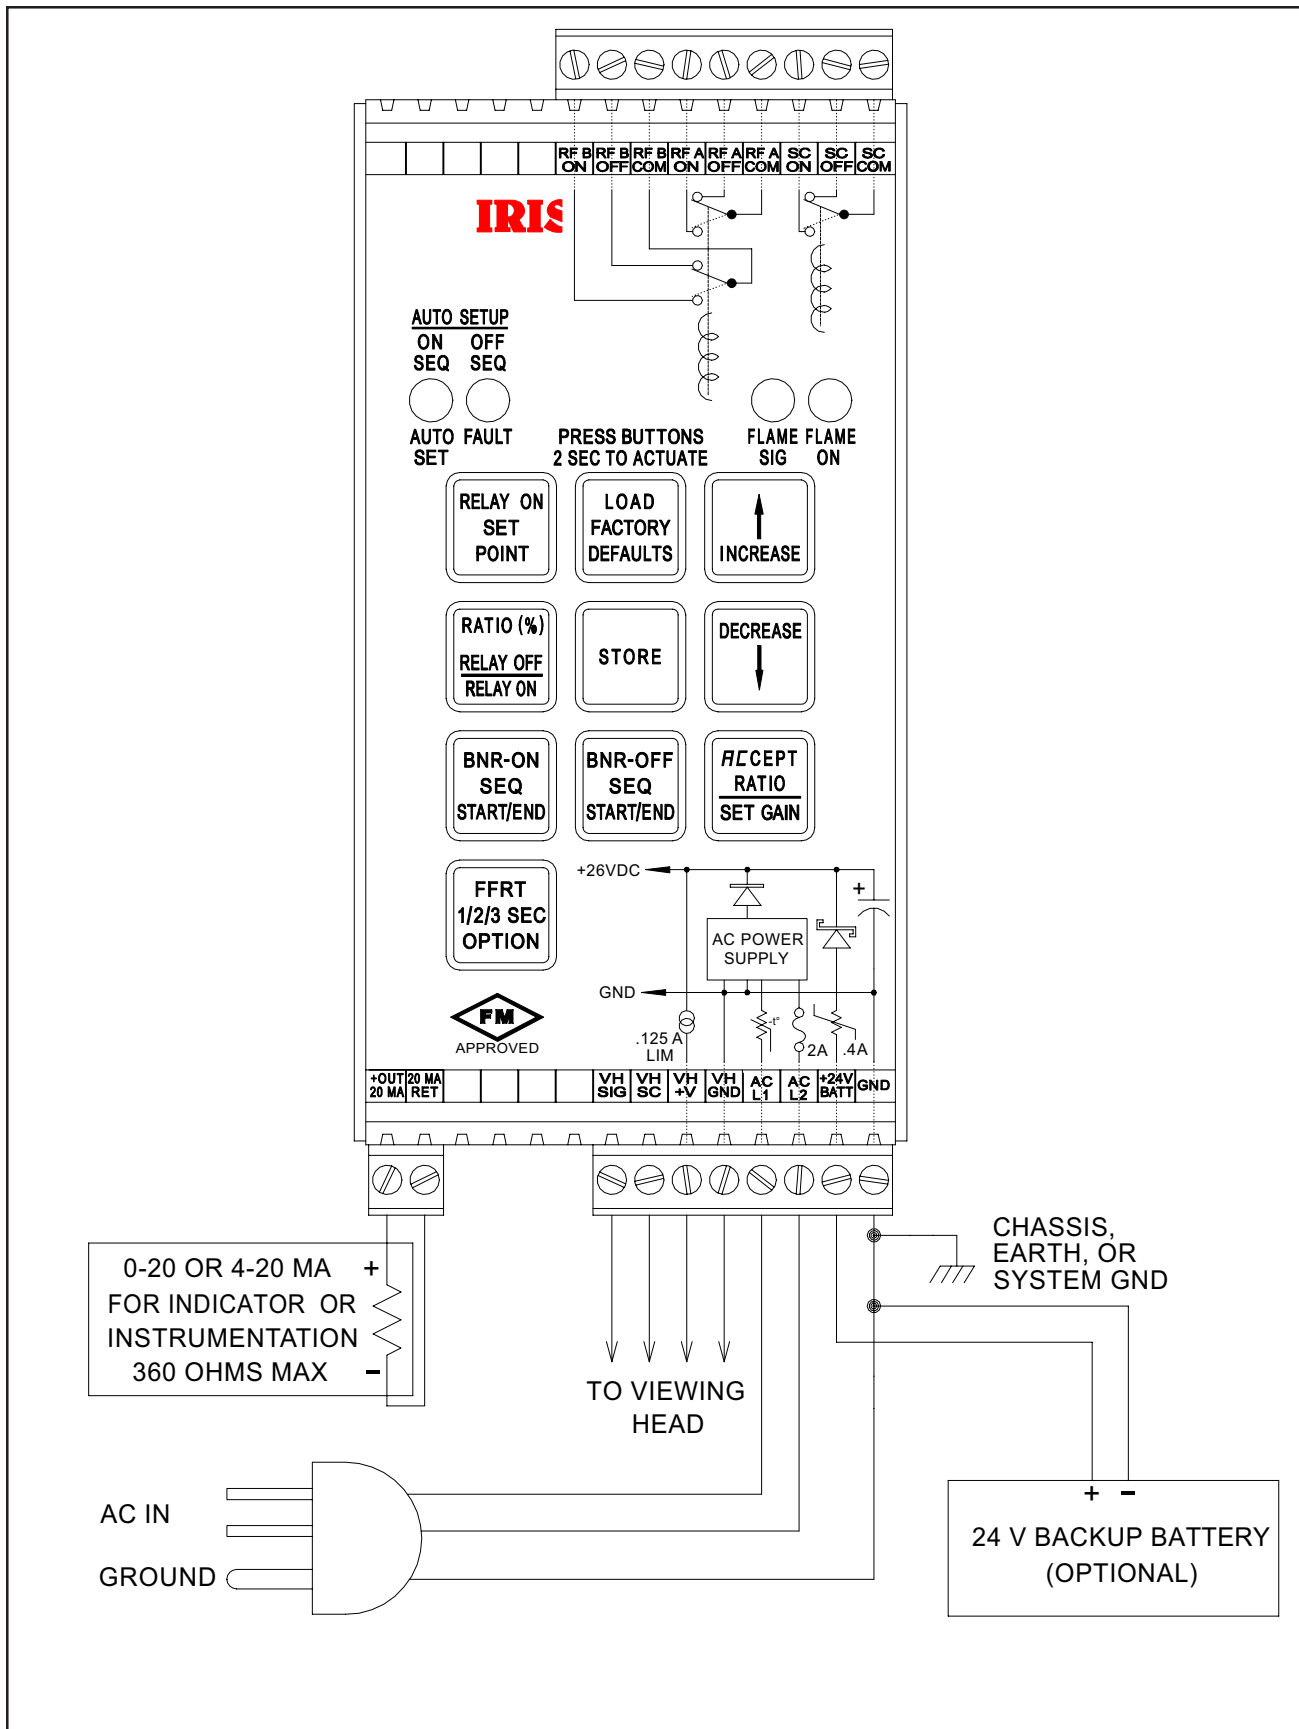 RF B ON
RF B OFF
RF B COM
RF A ON
RF A OFF
RF A COM
SC ON
SC OFF
SC COM
IRIS
AUTO SETUP
ON SEQ
OFF SEQ
AUTO SET
FAULT
PRESS BUTTONS
2 SEC TO ACTUATE
FLAME SIG
FLAME ON
RELAY ON
SET
POINT
LOAD
FACTORY
DEFAULTS
INCREASE
RATIO (%)
RELAY OFF
RELAY ON
STORE
DECREASE
BNR-ON
SEQ
START/END
BNR-OFF
SEQ
START/END
ACCEPT
RATIO
SET GAIN
FFRT
1/2/3 SEC
OPTION
+26VDC
+
AC POWER
SUPPLY
GND
-t°
.125 A
LIM
2A
.4A
FM
APPROVED
+OUT 20 MA
20 MA RET
VH SIG
VH SC
VH +V
VH GND
AC L1
AC L2
+24V BATT
GND
0-20 OR 4-20 MA +
FOR INDICATOR OR
INSTRUMENTATION
360 OHMS MAX -
TO VIEWING
HEAD
CHASSIS,
EARTH, OR
SYSTEM GND
AC IN
GROUND
+ -
24 V BACKUP BATTERY
(OPTIONAL)